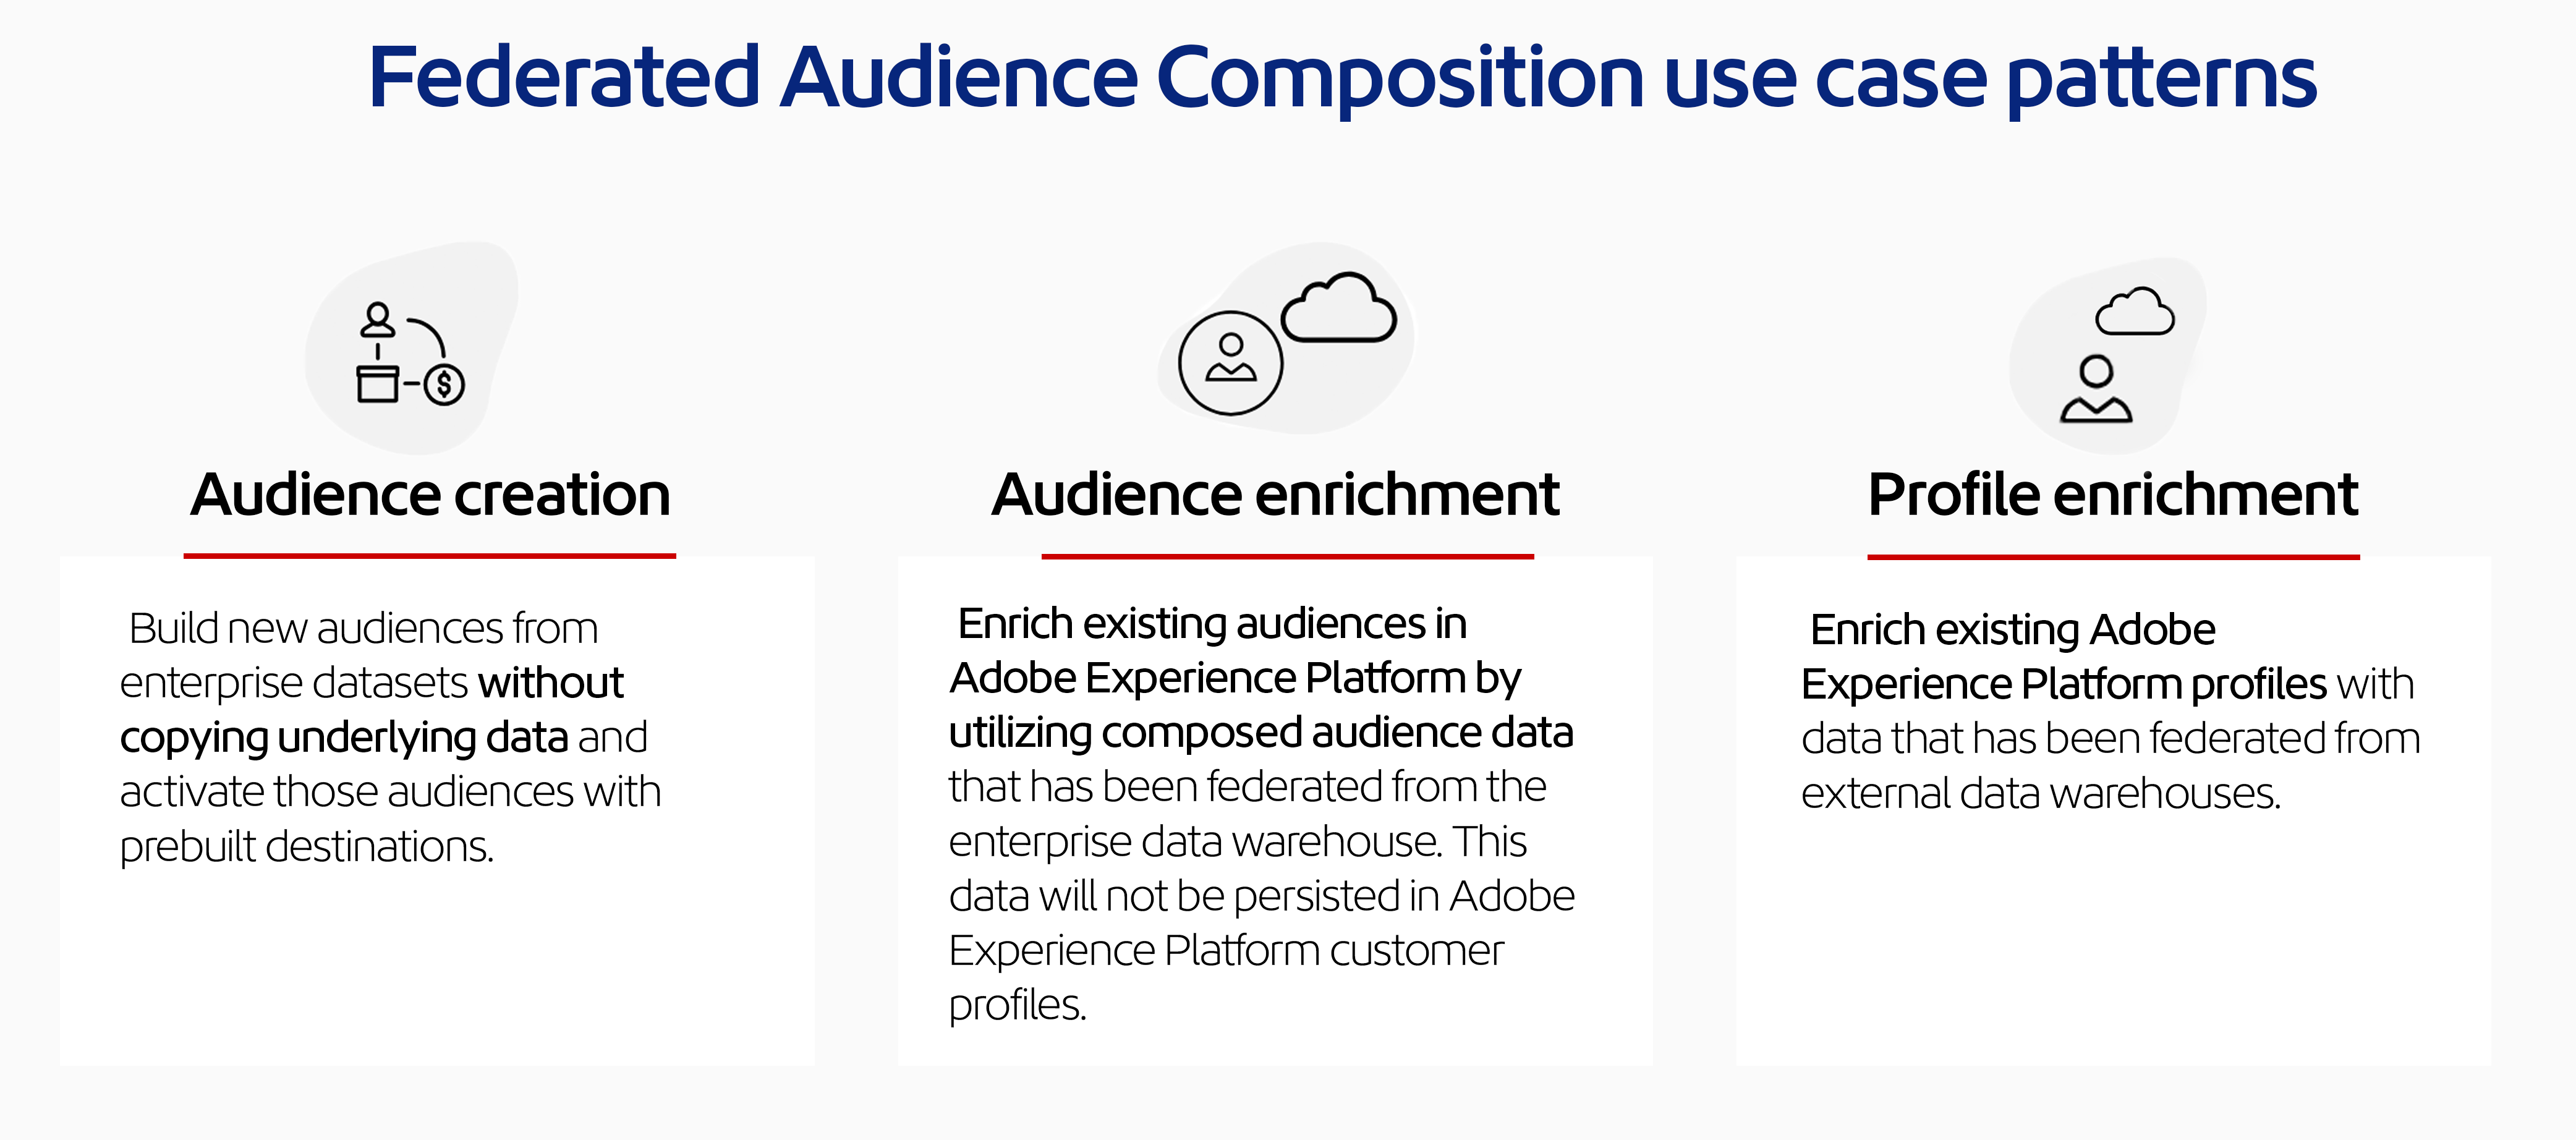 Federated Audience Composition use case patterns
$
Audience creation
Build new audiences from
enterprise datasets without
copying underlying data and
activate those audiences with
prebuilt destinations.
Audience enrichment
Enrich existing audiences in
Adobe Experience Platform by
utilizing composed audience data
that has been federated from the
enterprise data warehouse. This
data will not be persisted in Adobe
Experience Platform customer
profiles.
Profile enrichment
Enrich existing Adobe
Experience Platform profiles with
data that has been federated from
external data warehouses.